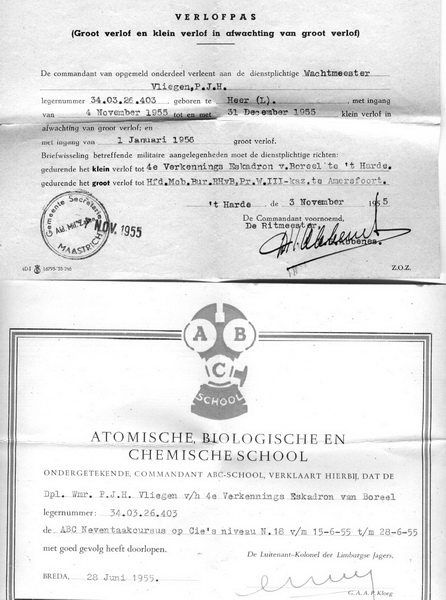 VERLOFPAS
(Groot verlof en klein verlof in afwachting van groot verlof)
De commandant van opgemeld onderdeel verleent aan de dienstplichtige Wachtmeester
Vliegen, P.J.H.
legernummer 34.03.26.403, geboren te Heer (L). , met ingang
van 4 November 1955 tot en met 31 December 1955 klein verlof in
afwachting van groot verlof; en
met ingang van 1 Januari 1956 groot verlof.
Briefwisseling betreffende militaire aangelegenheden moet de dienstplichtige richten:
gedurende het klein verlof tot 4e Verkennings Eskadron v.Boreel te 't Harde.
gedurende het groot verlof tot Hfd.Mob.Bur.RHvB,Pr.W.III-kaz.te Amersfoort.
't Harde , de 3 November 1955
De Commandant voornoemd,
De Ritmeester,
Gemeente Secretarie
NOV. 1955
MAASTRICHT
Z.O.Z.
A B
C
SCHOOL
ATOMISCHE, BIOLOGISCHE EN
CHEMISCHE SCHOOL
ONDERGETEKENDE, COMMANDANT ABC-SCHOOL, VERKLAART HIERBIJ, DAT DE
Dpl. Wmr. P.J.H. Vliegen v/h 4e Verkennings Eskadron van Boreel
legernummer: 34.03.26.403
de ABC Neventaakcursus op Cie's niveau N.18 v/m 15-6-55 t/m 28-6-55
met goed gevolg heeft doorlopen.
De Luitenant-Kolonel der Limburgse Jagers,
BREDA, 28 Juni 1955.